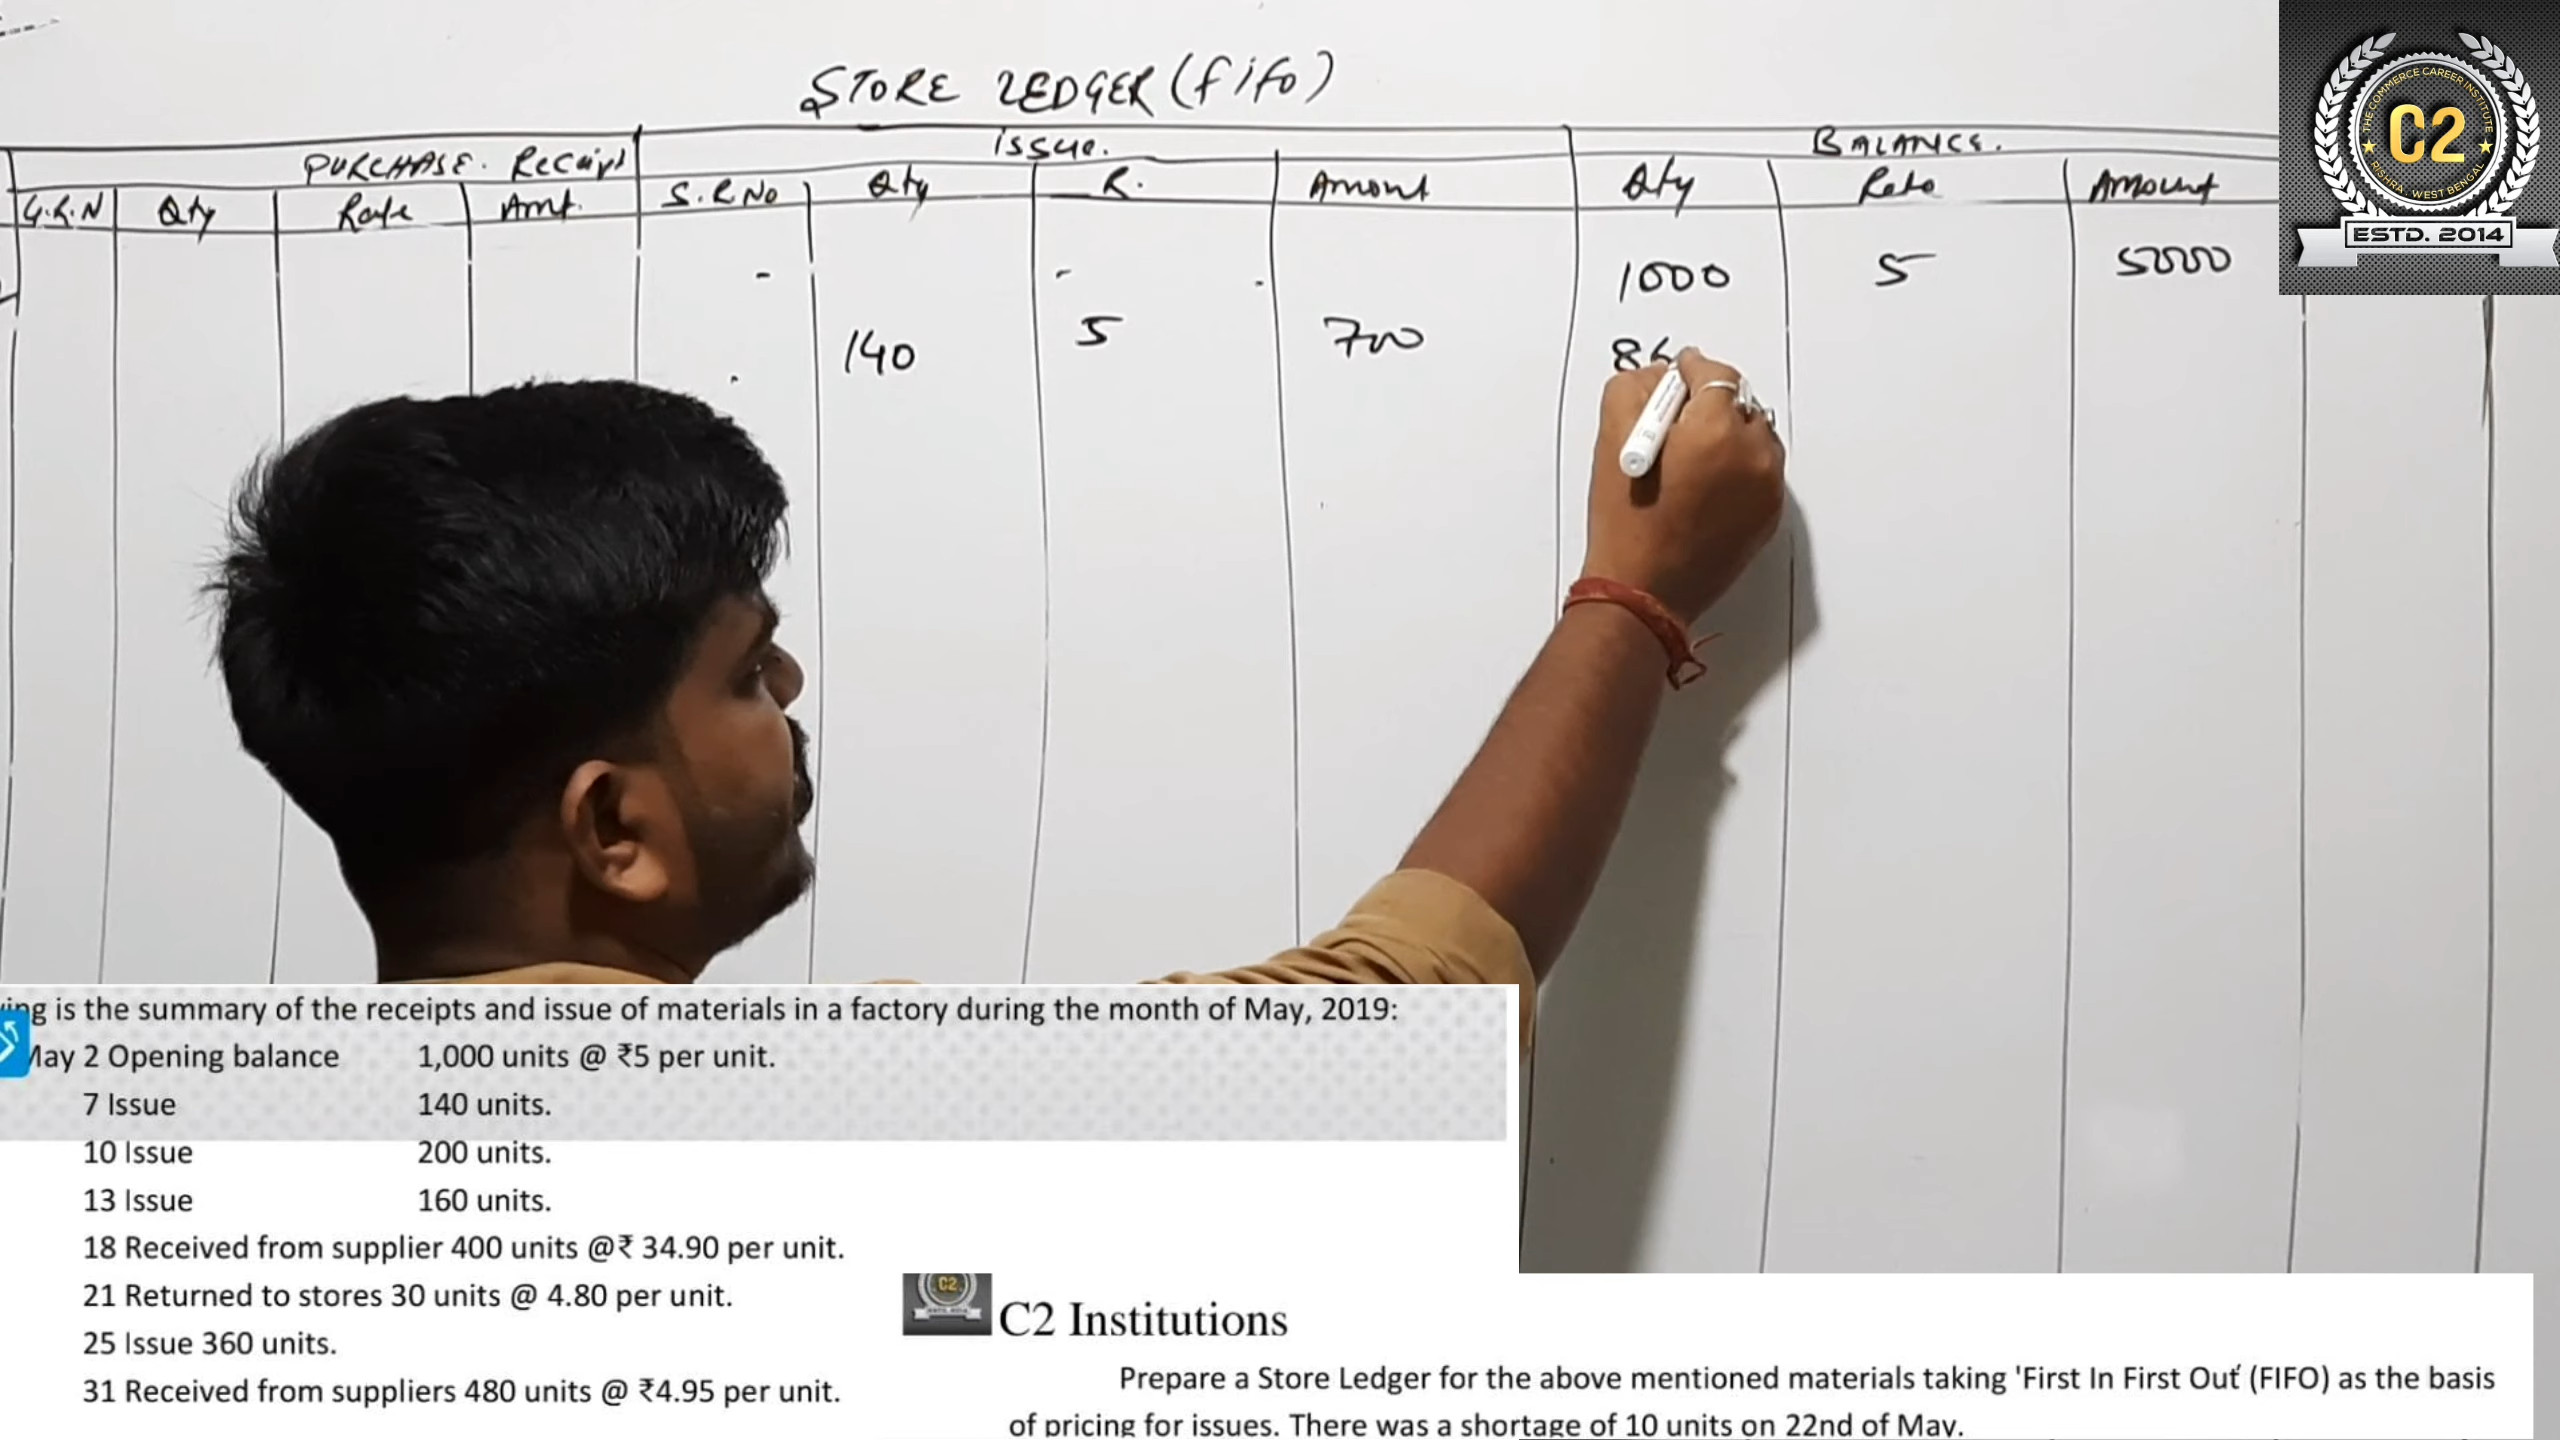 STORE LEDGER (FIFO)
PURCHASE. Receipt
issue.
BALANCE.
G.R.N Qty Rate Amt. S.R No Qty R. Amount Qty Rate Amount
- - - 1000 5 5000
140 5 700 86
THE COMMERCE CAREER INSTITUTE
C2
RISHRA, WEST BENGAL
ESTD. 2014
ing is the summary of the receipts and issue of materials in a factory during the month of May, 2019:
May 2 Opening balance 1,000 units @ ₹5 per unit.
7 Issue 140 units.
10 Issue 200 units.
13 Issue 160 units.
18 Received from supplier 400 units @₹ 34.90 per unit.
21 Returned to stores 30 units @ 4.80 per unit.
25 Issue 360 units.
31 Received from suppliers 480 units @ ₹4.95 per unit.
C2
C2 Institutions
Prepare a Store Ledger for the above mentioned materials taking 'First In First Out' (FIFO) as the basis
of pricing for issues. There was a shortage of 10 units on 22nd of May.